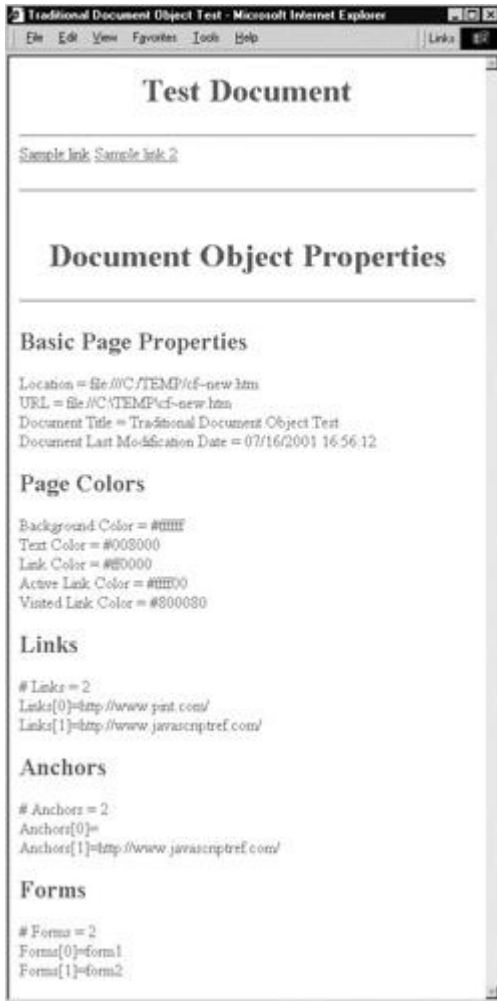 Traditional Document Object Test - Microsoft Internet Explorer
File Edit View Favorites Tools Help Links
Test Document
Sample link Sample link 2
Document Object Properties
Basic Page Properties
Location = file:///C:/TEMP/cf~new.htm
URL = file://C:\TEMP\cf~new.htm
Document Title = Traditional Document Object Test
Document Last Modification Date = 07/16/2001 16:56:12
Page Colors
Background Color = #ffffff
Text Color = #008000
Link Color = #ff0000
Active Link Color = #ffff00
Visited Link Color = #800080
Links
# Links = 2
Links[0]=http://www.pint.com/
Links[1]=http://www.javascriptref.com/
Anchors
# Anchors = 2
Anchors[0]=
Anchors[1]=http://www.javascriptref.com/
Forms
# Forms = 2
Forms[0]=form1
Forms[1]=form2